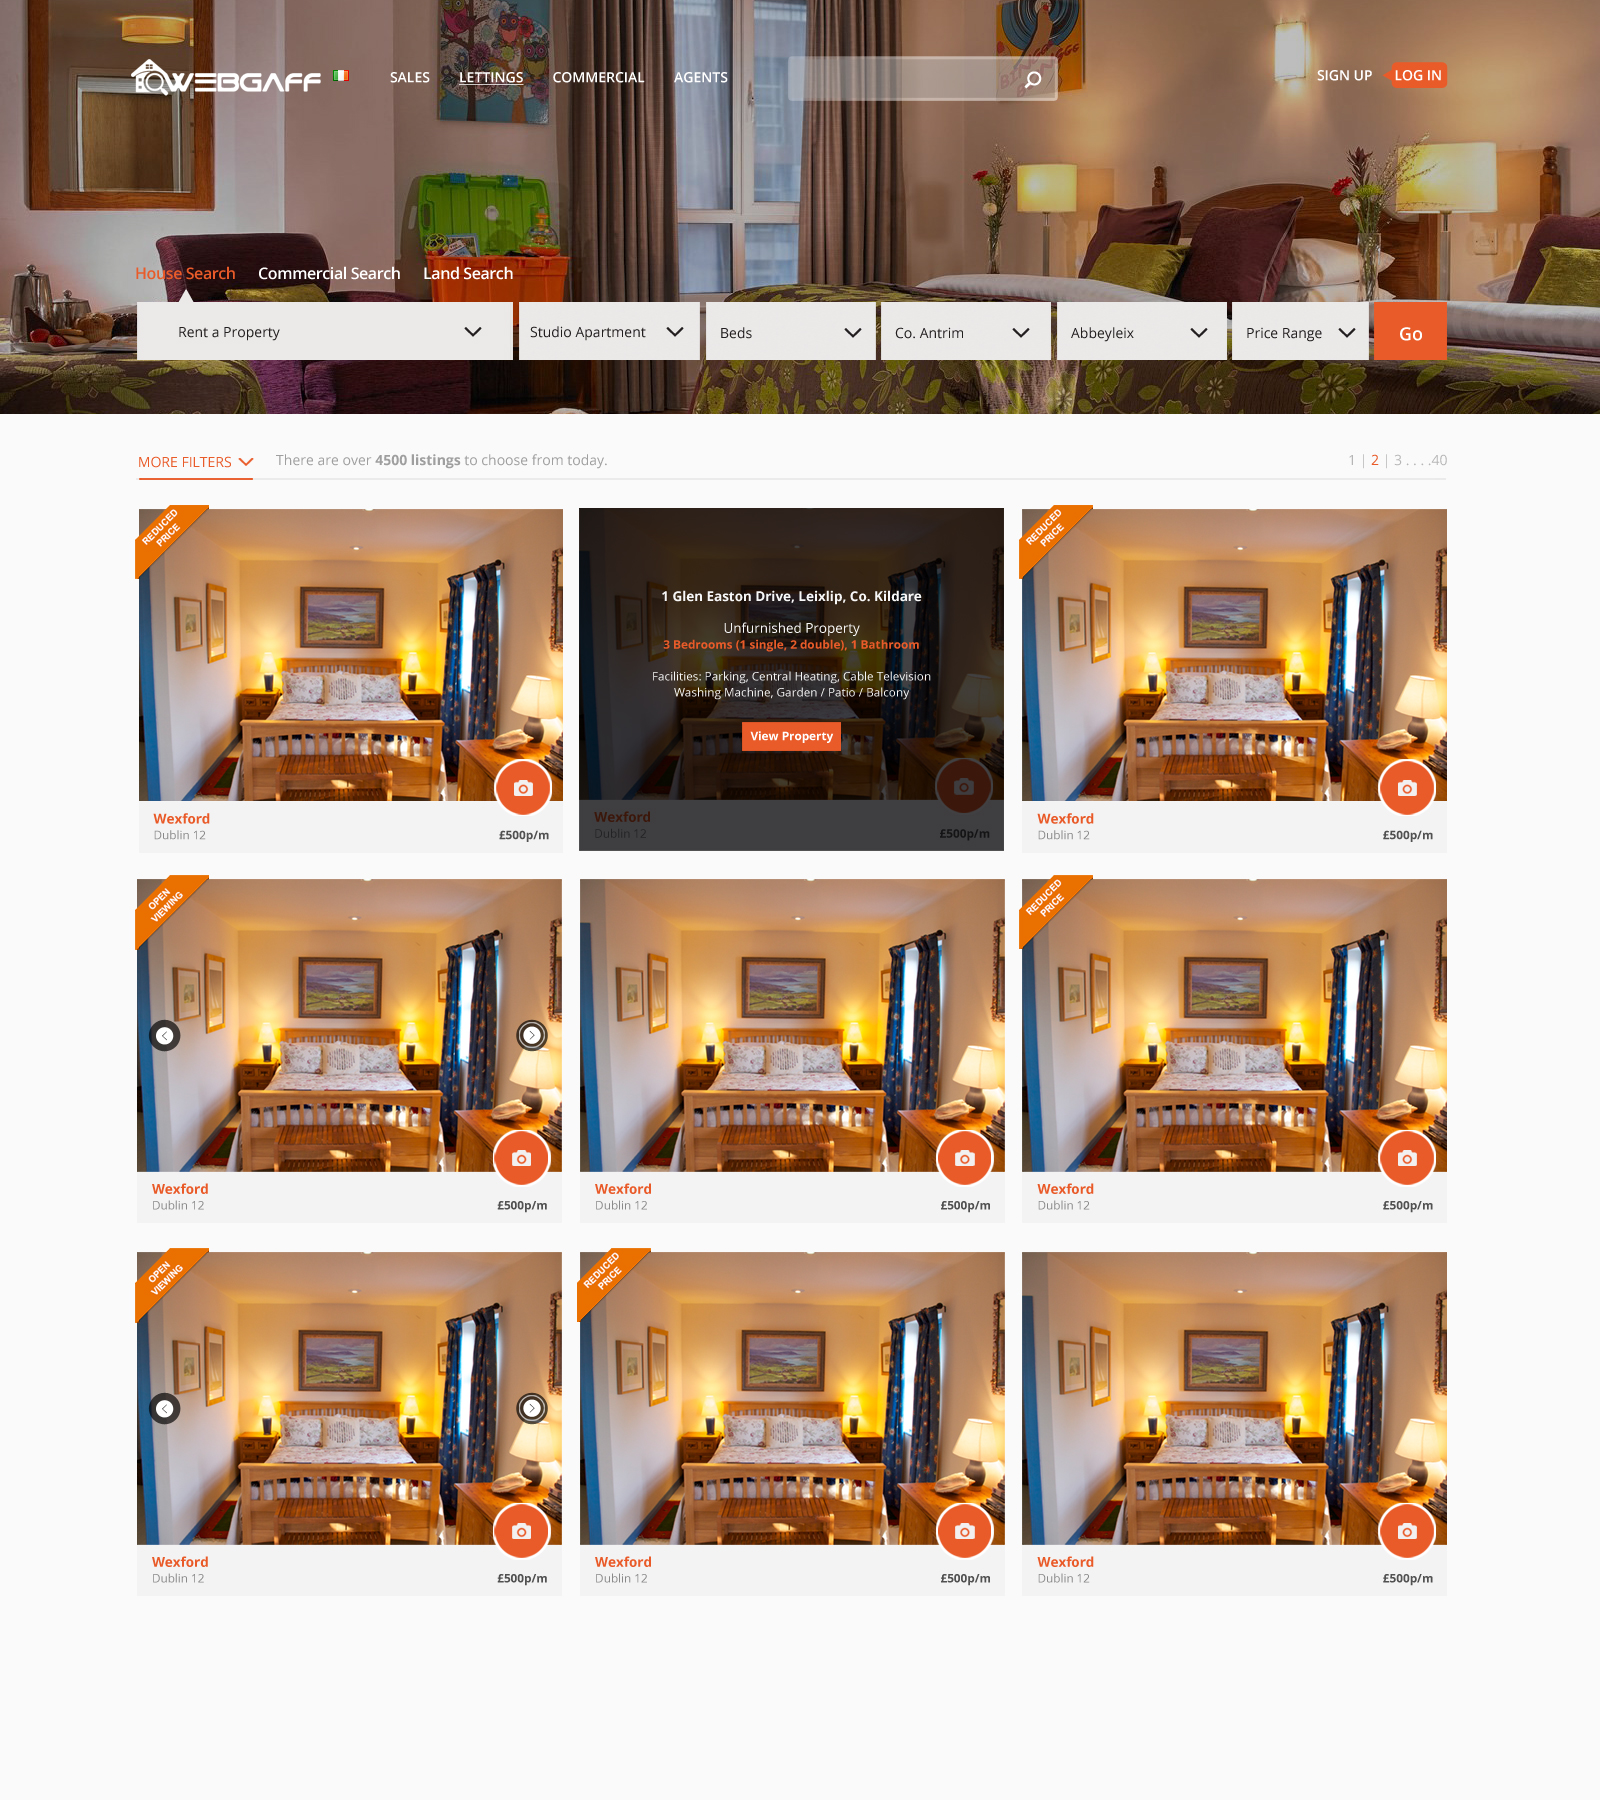 WEBGAFF
SALES LETTINGS COMMERCIAL AGENTS
SIGN UP LOG IN
House Search Commercial Search Land Search
Rent a Property Studio Apartment Beds Co. Antrim Abbeyleix Price Range Go
MORE FILTERS There are over 4500 listings to choose from today. 1 | 2 | 3 . . . .40
REDUCED
PRICE
Wexford
Dublin 12 £500p/m
1 Glen Easton Drive, Leixlip, Co. Kildare
Unfurnished Property
3 Bedrooms (1 single, 2 double), 1 Bathroom
Facilities: Parking, Central Heating, Cable Television
Washing Machine, Garden / Patio / Balcony
View Property
Wexford
Dublin 12 £500p/m
REDUCED
PRICE
Wexford
Dublin 12 £500p/m
OPEN
VIEWING
Wexford
Dublin 12 £500p/m
Wexford
Dublin 12 £500p/m
REDUCED
PRICE
Wexford
Dublin 12 £500p/m
OPEN
VIEWING
Wexford
Dublin 12 £500p/m
REDUCED
PRICE
Wexford
Dublin 12 £500p/m
Wexford
Dublin 12 £500p/m